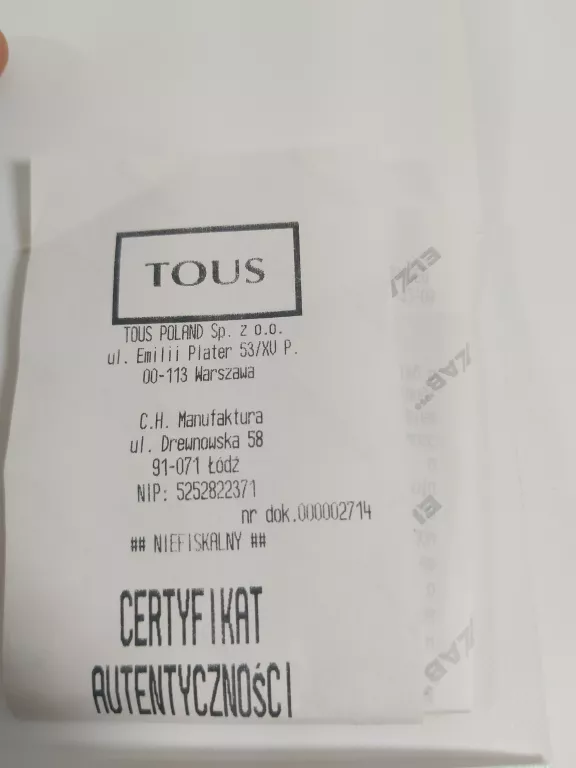 TOUS
TOUS POLAND Sp. z o.o.
ul. Emilii Plater 53/XV P.
00-113 Warszawa
C.H. Manufaktura
ul. Drewnowska 58
91-071 Łódź
NIP: 5252822371
nr dok.000002714
## NIEFISKALNY ##
CERTYFIKAT
AUTENTYCZNOŚCI